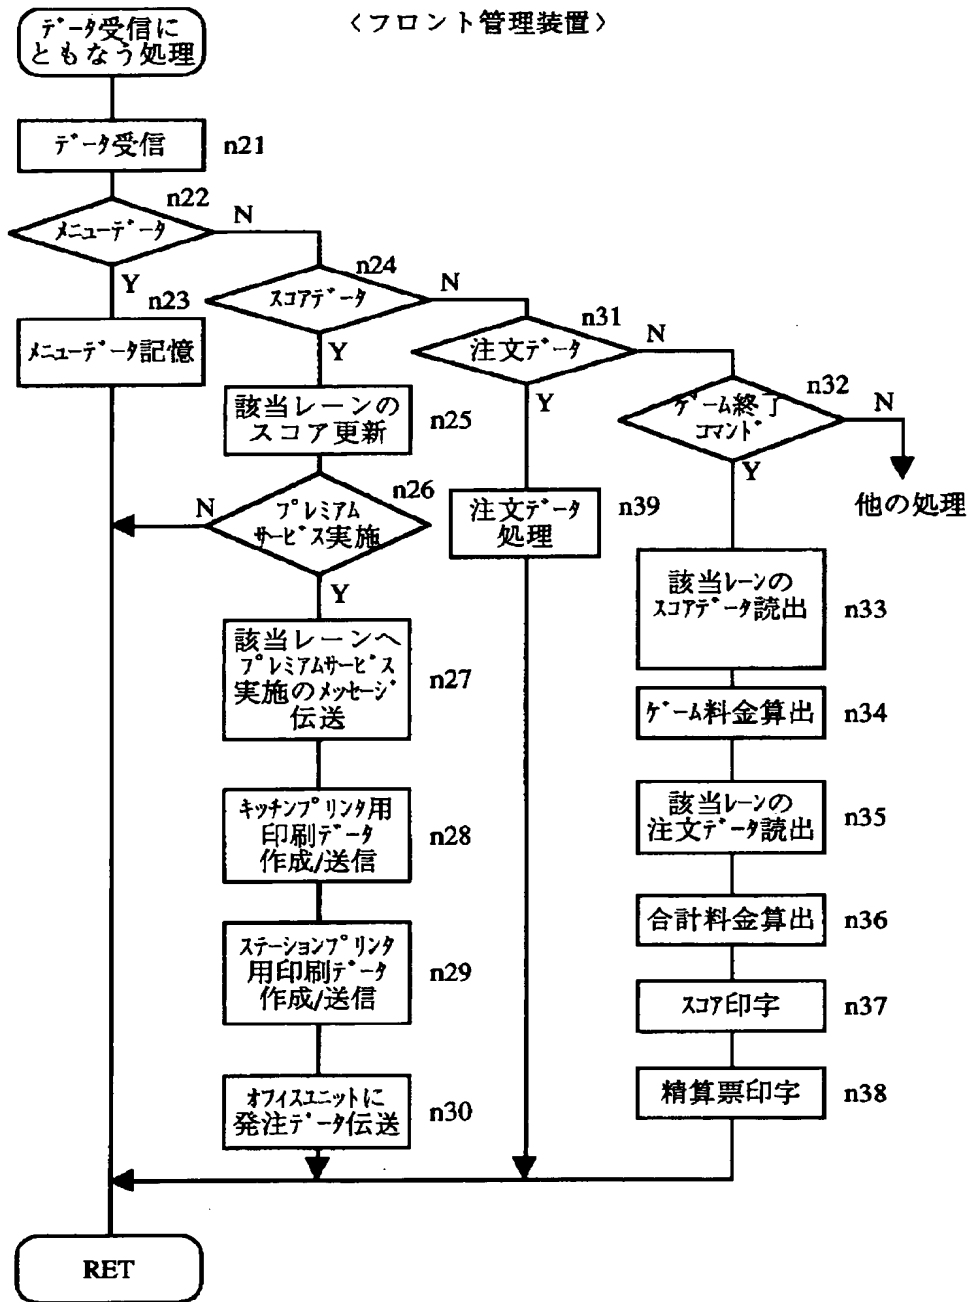 〈フロント管理装置〉
データ受信に
ともなう処理
データ受信
n21
メニューデータ
n22
N
Y
n23
メニューデータ記憶
スコアデータ
n24
N
Y
該当レーンの
スコア更新
n25
プレミアム
サービス実施
n26
N
Y
該当レーンへ
プレミアムサービス
実施のメッセージ
伝送
n27
キッチンプリンタ用
印刷データ
作成/送信
n28
ステーションプリンタ
用印刷データ
作成/送信
n29
オフィスユニットに
発注データ伝送
n30
注文データ
n31
N
Y
注文データ
処理
n39
ゲーム終了
コマンド
n32
N
Y
他の処理
該当レーンの
スコアデータ読出
n33
ゲーム料金算出
n34
該当レーンの
注文データ読出
n35
合計料金算出
n36
スコア印字
n37
精算票印字
n38
RET